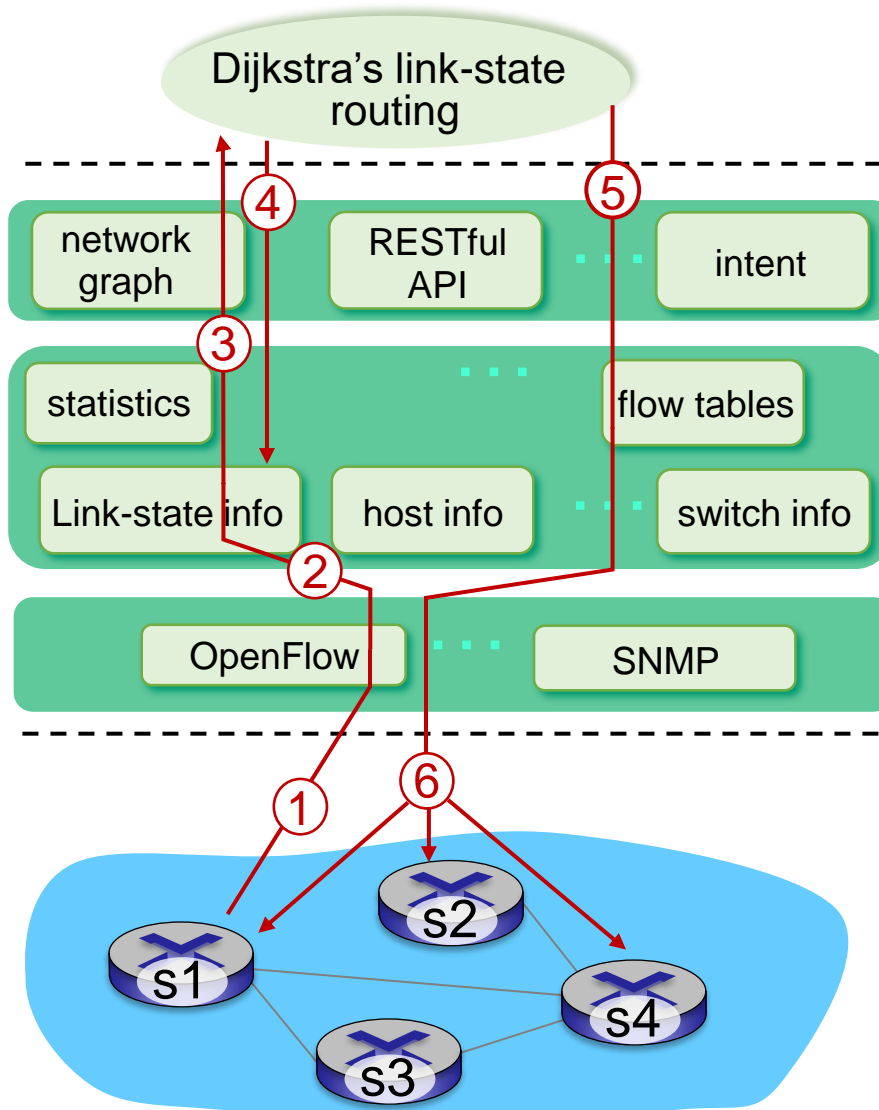 Dijkstra's link-state
routing
4
5
network
graph
RESTful
API
. . .
intent
3
statistics
. . .
flow tables
Link-state info
host info
. . .
switch info
2
OpenFlow
. . .
SNMP
1
6
s2
s1
s4
s3